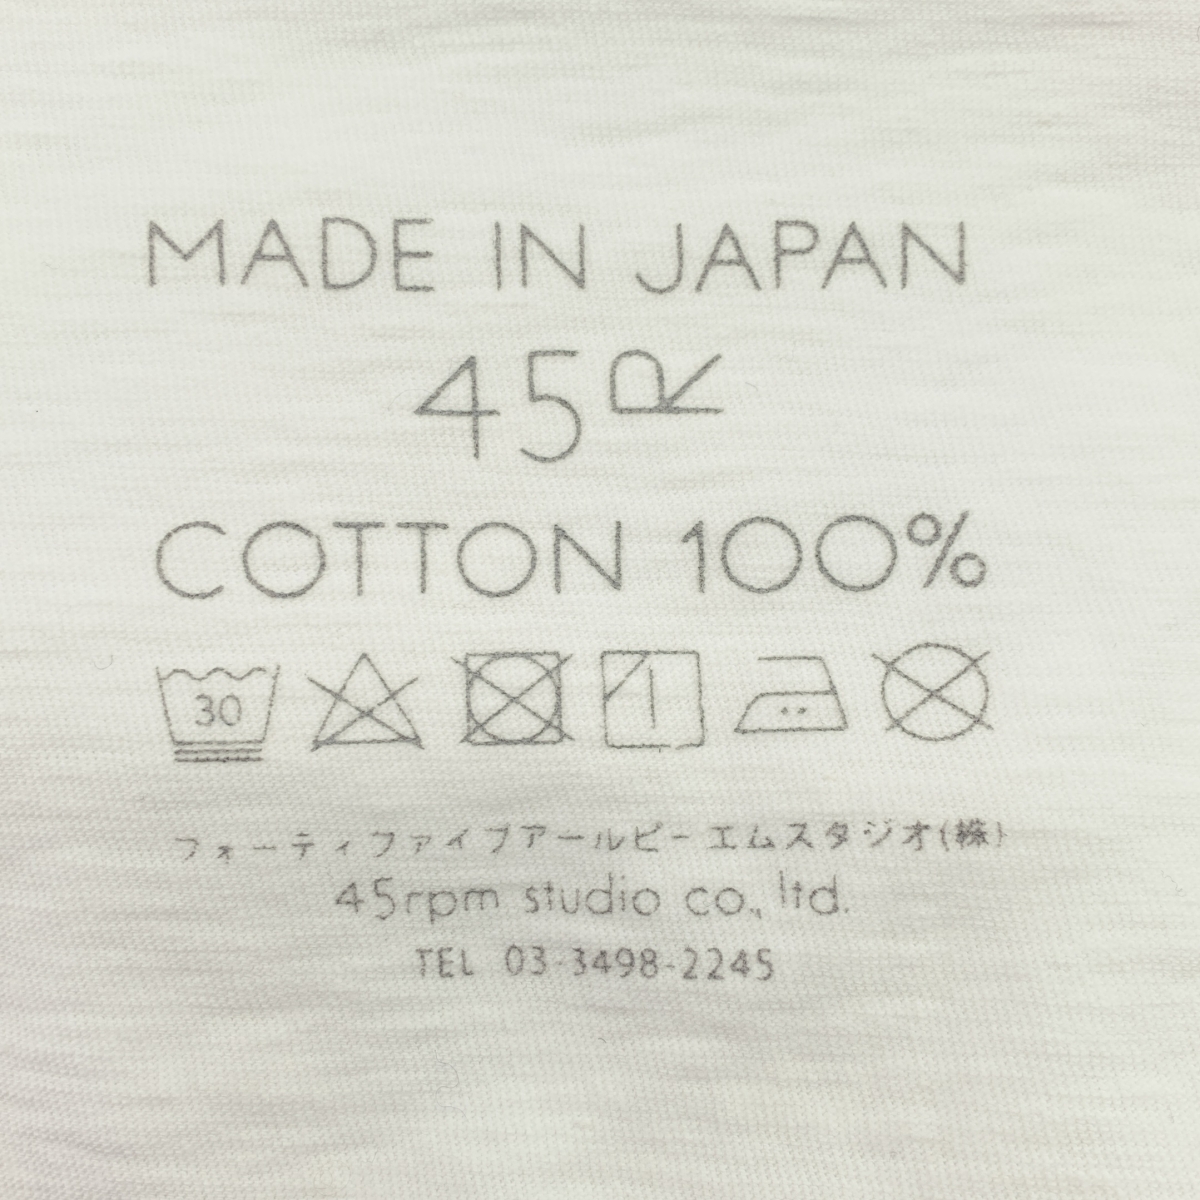 MADE IN JAPAN
45R
COTTON 100%
30
フォーティファイブアールピーエムスタジオ(株)
45rpm studio co., ltd.
TEL 03-3498-2245